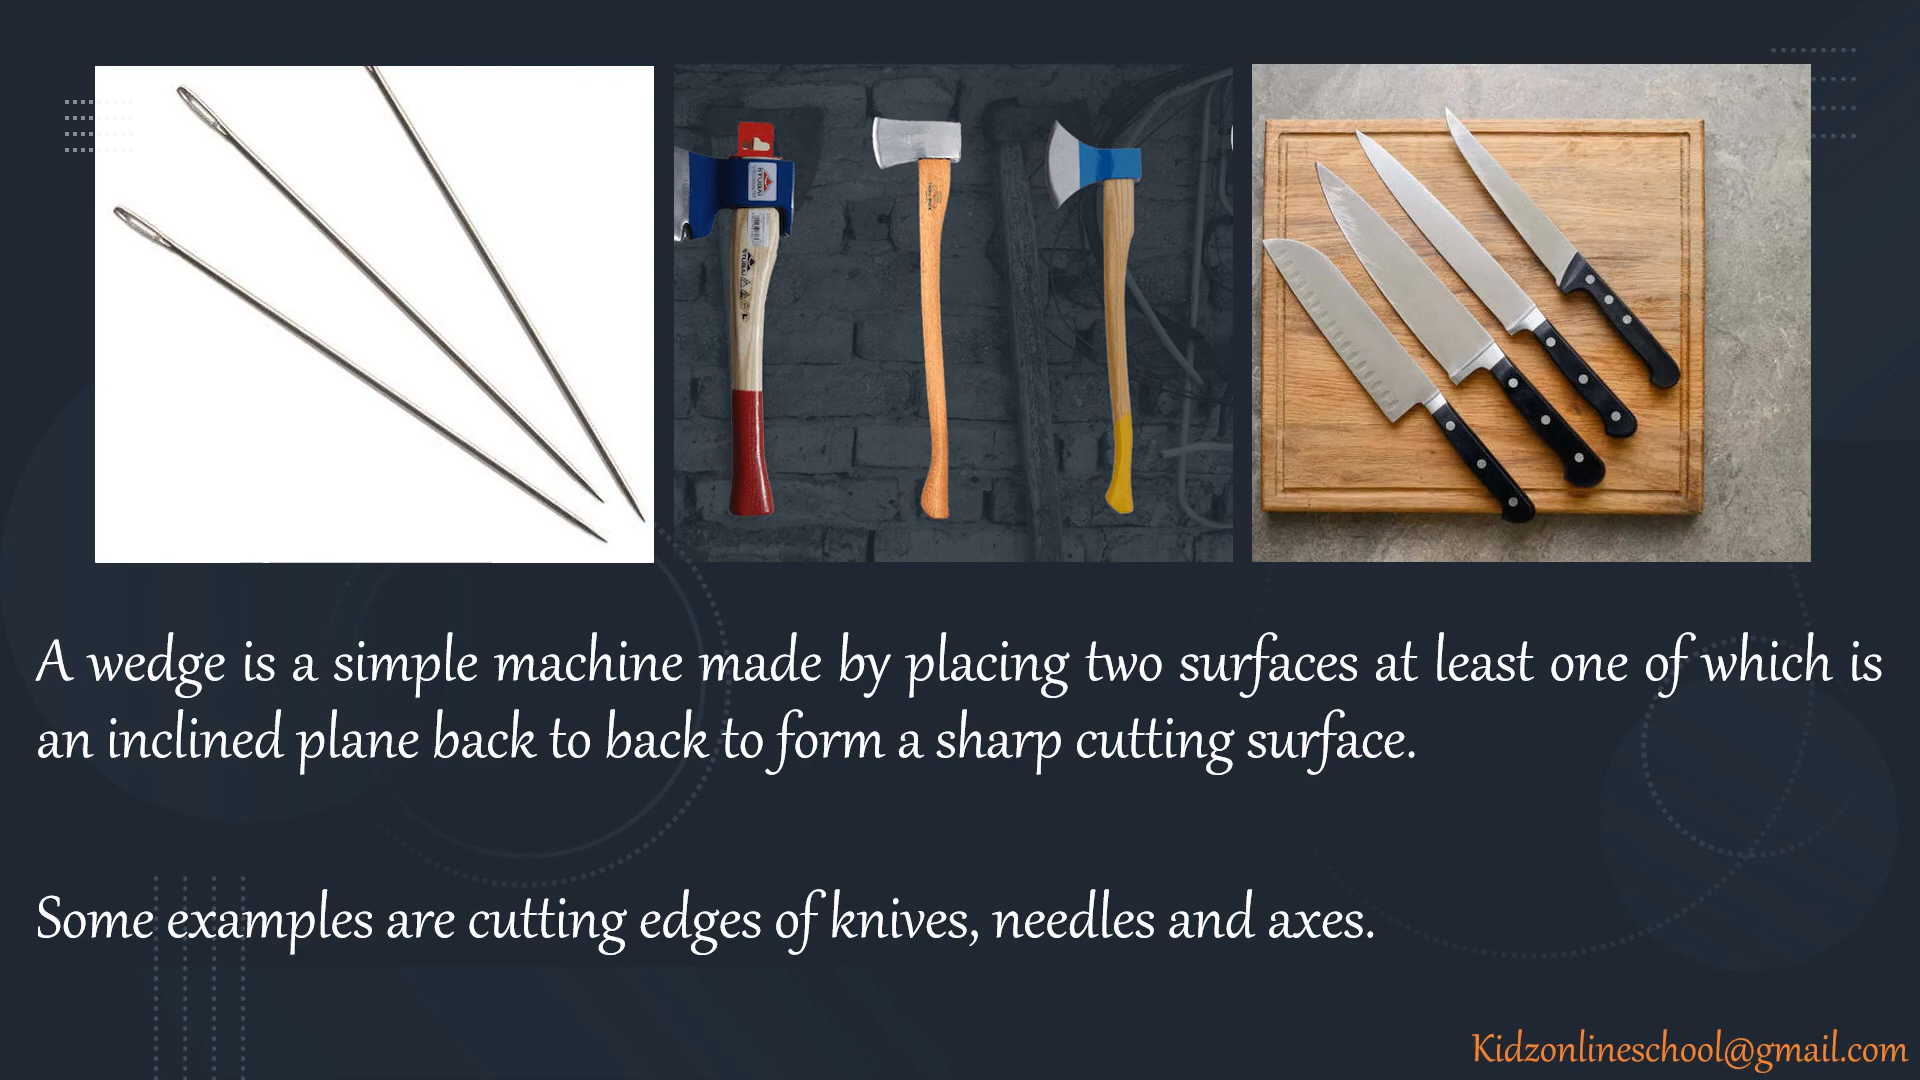 STUBAI
STUBAI
A wedge is a simple machine made by placing two surfaces at least one of which is
an inclined plane back to back to form a sharp cutting surface.
Some examples are cutting edges of knives, needles and axes.
Kidzonlineschool@gmail.com